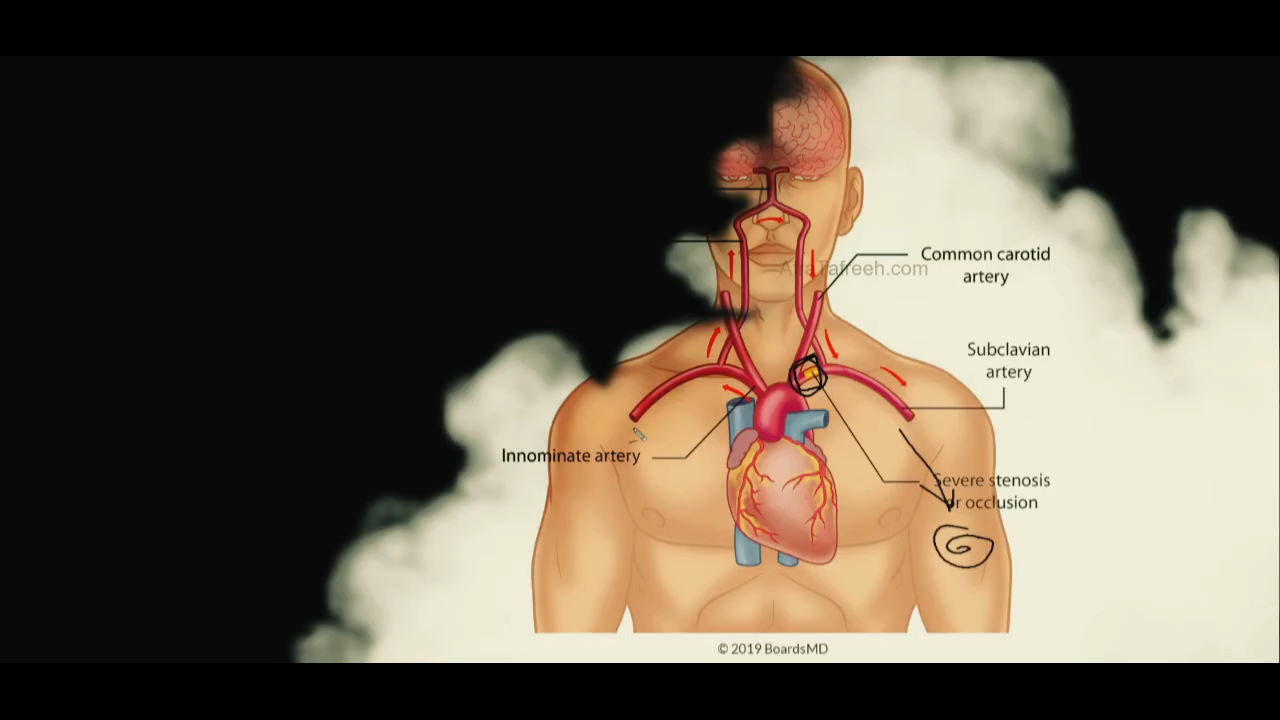 Common carotid
artery
Subclavian
artery
Innominate artery
Severe stenosis
or occlusion
© 2019 BoardsMD